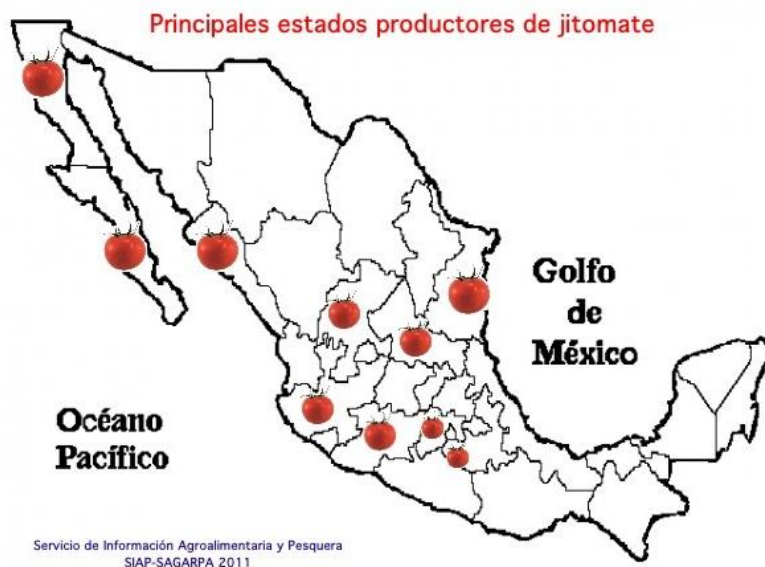 Principales estados productores de jitomate
Golfo
de
México
Océano
Pacífico
Servicio de Información Agroalimentaria y Pesquera
SIAP-SAGARPA 2011